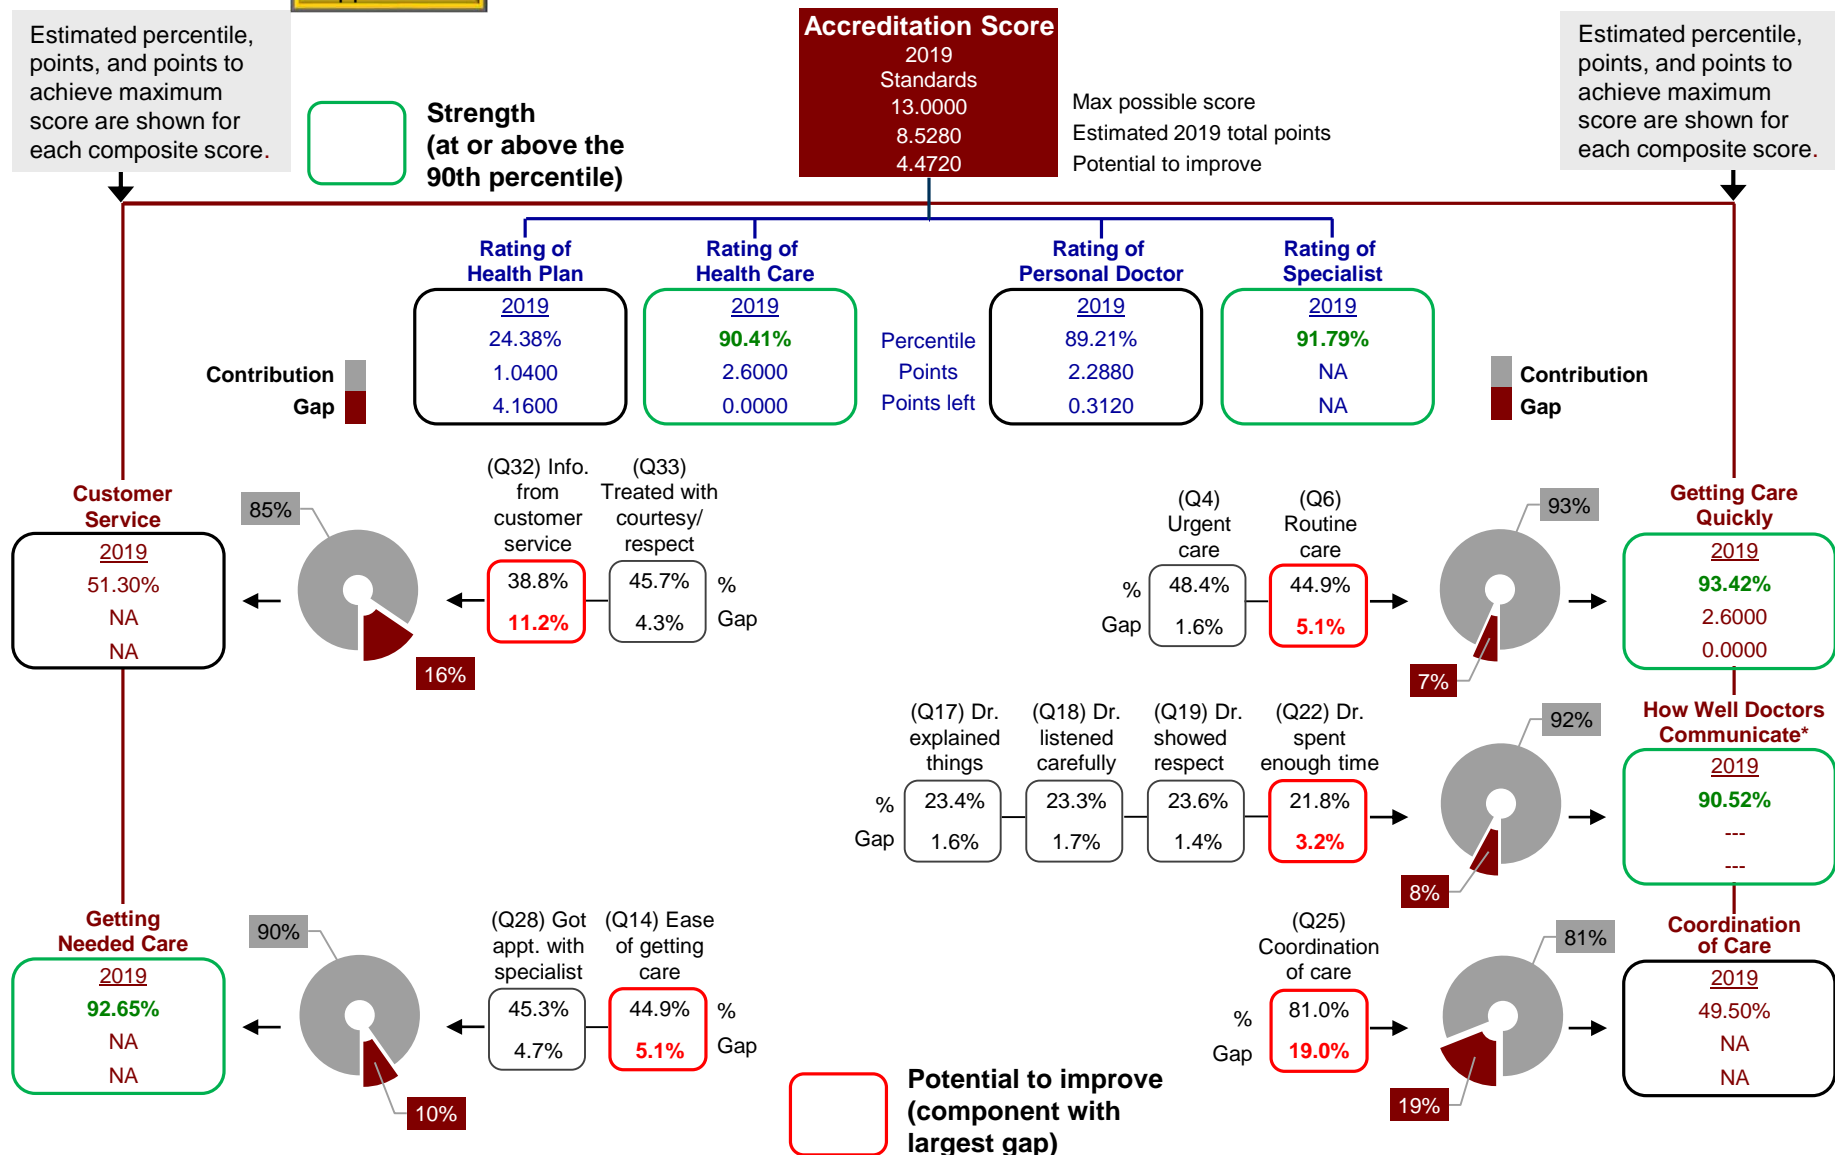 Estimated percentile,
points, and points to
achieve maximum
score are shown for
each composite score.
Strength
(at or above the
90th percentile)
Accreditation Score
2019
Standards
13.0000
8.5280
4.4720
Max possible score
Estimated 2019 total points
Potential to improve
Estimated percentile,
points, and points to
achieve maximum
score are shown for
each composite score.
Rating of
Health Plan
2019
24.38%
1.0400
4.1600
Rating of
Health Care
2019
90.41%
2.6000
0.0000
Percentile
Points
Points left
Rating of
Personal Doctor
2019
89.21%
2.2880
0.3120
Rating of
Specialist
2019
91.79%
NA
NA
Contribution
Gap
Contribution
Gap
Customer
Service
2019
51.30%
NA
NA
85%
16%
(Q32) Info.
from
customer
service
38.8%
11.2%
(Q33)
Treated with
courtesy/
respect
45.7%
4.3%
%
Gap
(Q4)
Urgent
care
%
Gap
48.4%
1.6%
(Q6)
Routine
care
44.9%
5.1%
93%
7%
Getting Care
Quickly
2019
93.42%
2.6000
0.0000
(Q17) Dr.
explained
things
%
Gap
23.4%
1.6%
(Q18) Dr.
listened
carefully
23.3%
1.7%
(Q19) Dr.
showed
respect
23.6%
1.4%
(Q22) Dr.
spent
enough time
21.8%
3.2%
92%
8%
How Well Doctors
Communicate*
2019
90.52%
---
---
Getting
Needed Care
2019
92.65%
NA
NA
90%
10%
(Q28) Got
appt. with
specialist
45.3%
4.7%
(Q14) Ease
of getting
care
44.9%
5.1%
%
Gap
(Q25)
Coordination
of care
%
Gap
81.0%
19.0%
81%
19%
Coordination
of Care
2019
49.50%
NA
NA
Potential to improve
(component with
largest gap)